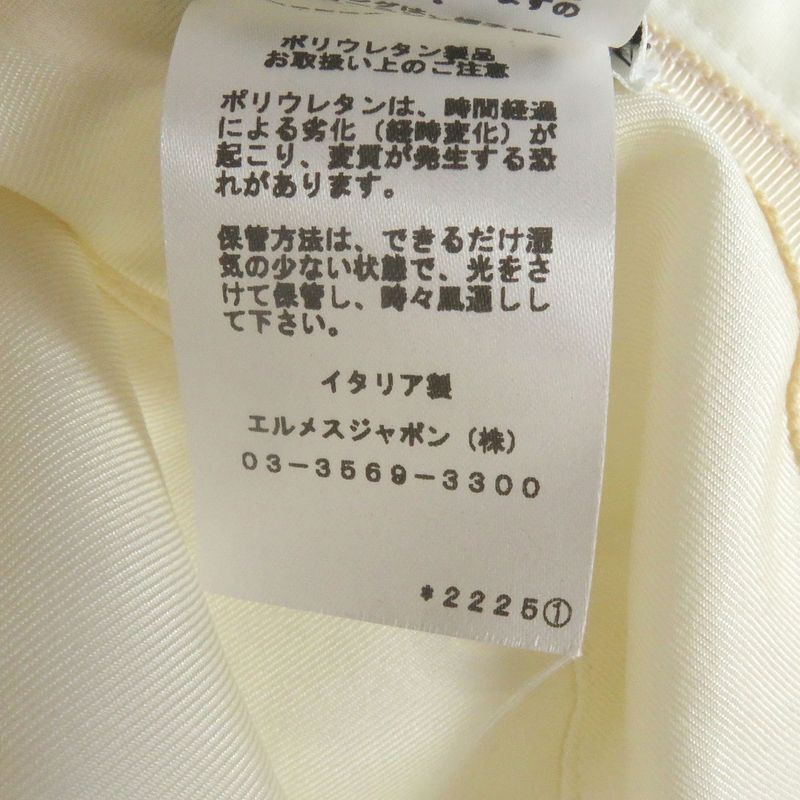 ますの
ポリウレタン製品
お取扱い上のご注意
ポリウレタンは、時間経過
による劣化（経時変化）が
起こり、変質が発生する恐
れがあります。
保管方法は、できるだけ湿
気の少ない状態で、光をさ
けて保管し、時々風通しし
て下さい。
イタリア製
エルメスジャポン（株）
03-3569-3300
*2225①